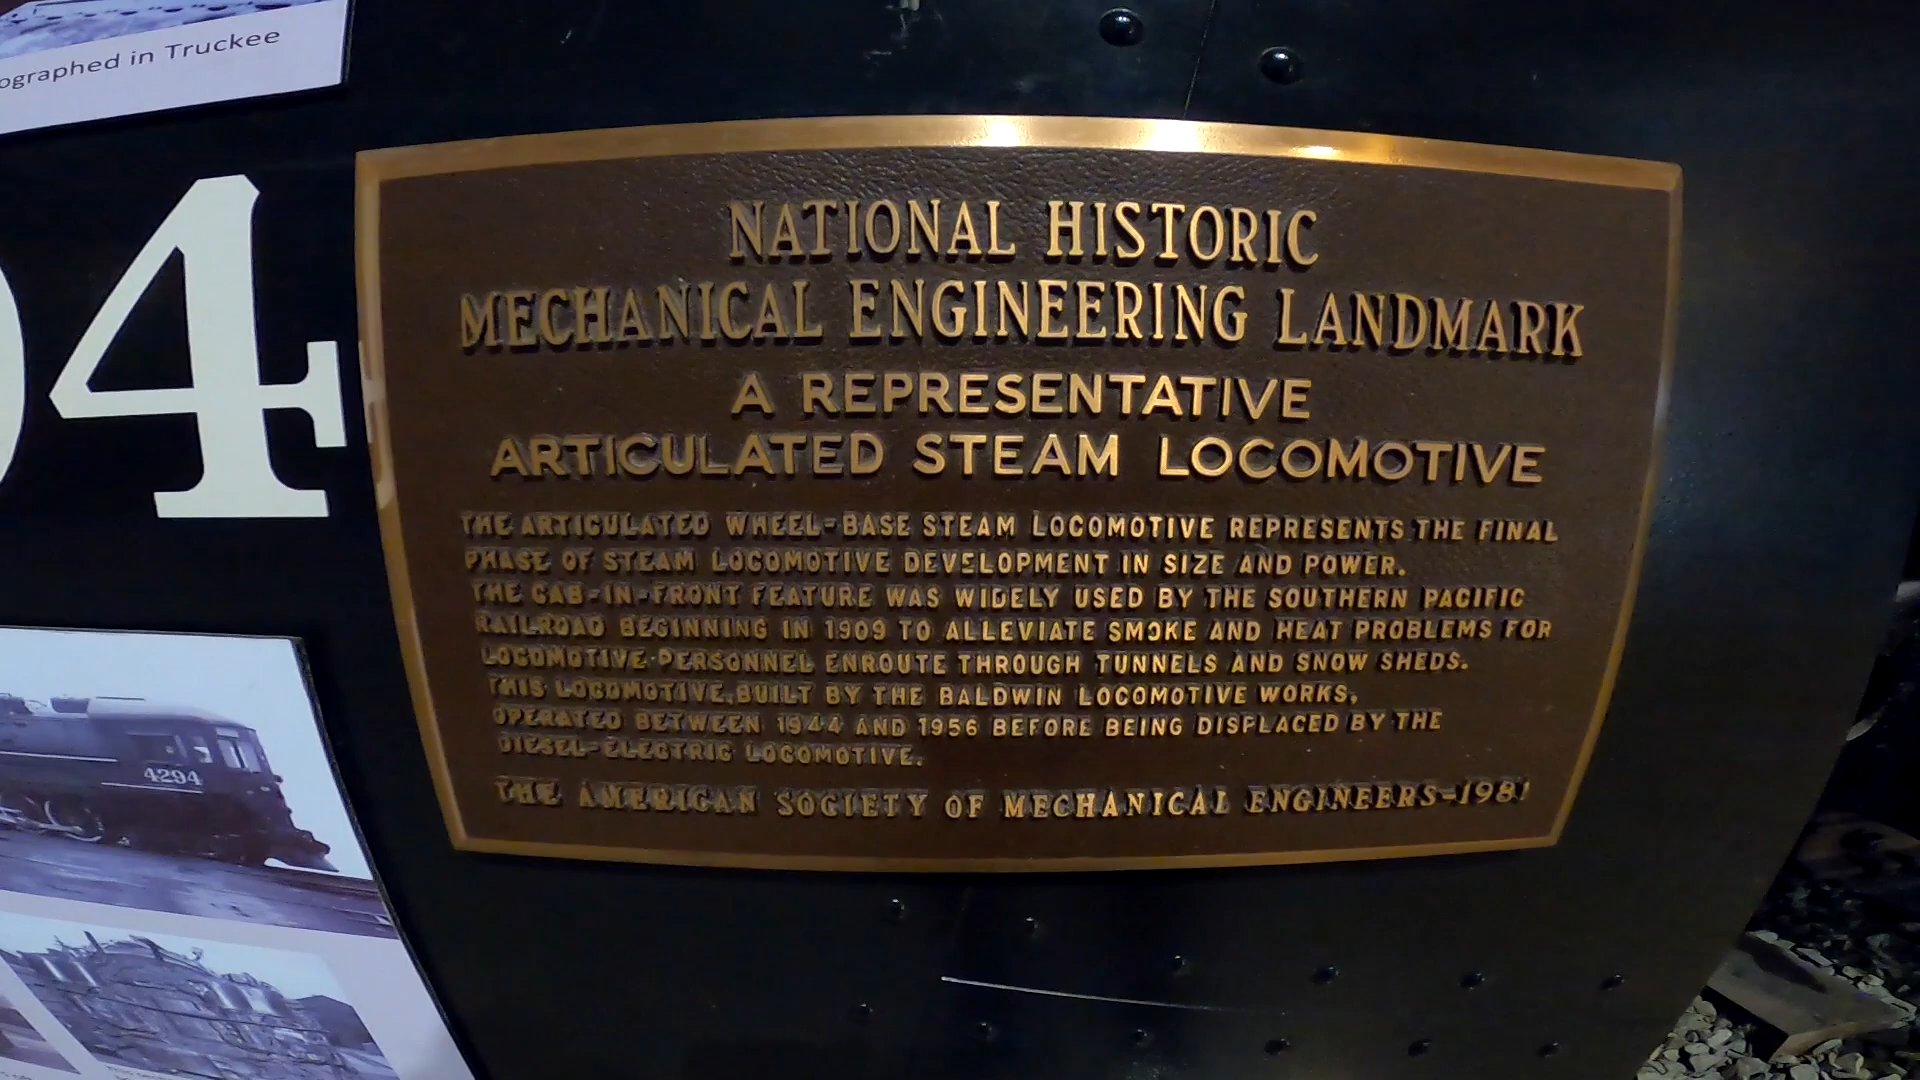 ographed in Truckee
94
NATIONAL HISTORIC
MECHANICAL ENGINEERING LANDMARK
A REPRESENTATIVE
ARTICULATED STEAM LOCOMOTIVE
THE ARTICULATED WHEEL-BASE STEAM LOCOMOTIVE REPRESENTS THE FINAL
PHASE OF STEAM LOCOMOTIVE DEVELOPMENT IN SIZE AND POWER.
THE CAB-IN-FRONT FEATURE WAS WIDELY USED BY THE SOUTHERN PACIFIC
RAILROAD BEGINNING IN 1909 TO ALLEVIATE SMOKE AND HEAT PROBLEMS FOR
LOCOMOTIVE PERSONNEL ENROUTE THROUGH TUNNELS AND SNOW SHEDS.
THIS LOCOMOTIVE, BUILT BY THE BALDWIN LOCOMOTIVE WORKS,
OPERATED BETWEEN 1944 AND 1956 BEFORE BEING DISPLACED BY THE
DIESEL-ELECTRIC LOCOMOTIVE.
THE AMERICAN SOCIETY OF MECHANICAL ENGINEERS-1981
4294